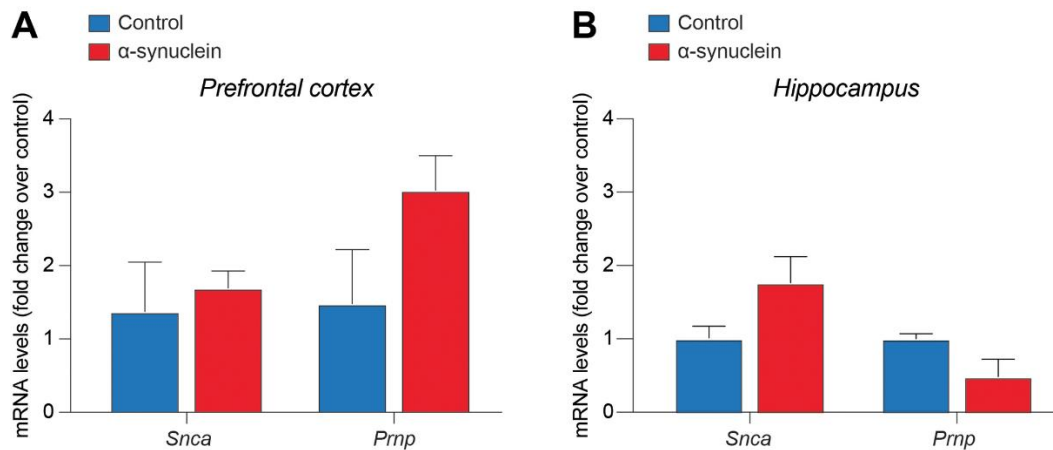 A
Control
α-synuclein
Prefrontal cortex
mRNA levels (fold change over control)
4
3
2
1
0
Snca
Prnp
B
Control
α-synuclein
Hippocampus
mRNA levels (fold change over control)
4
3
2
1
0
Snca
Prnp